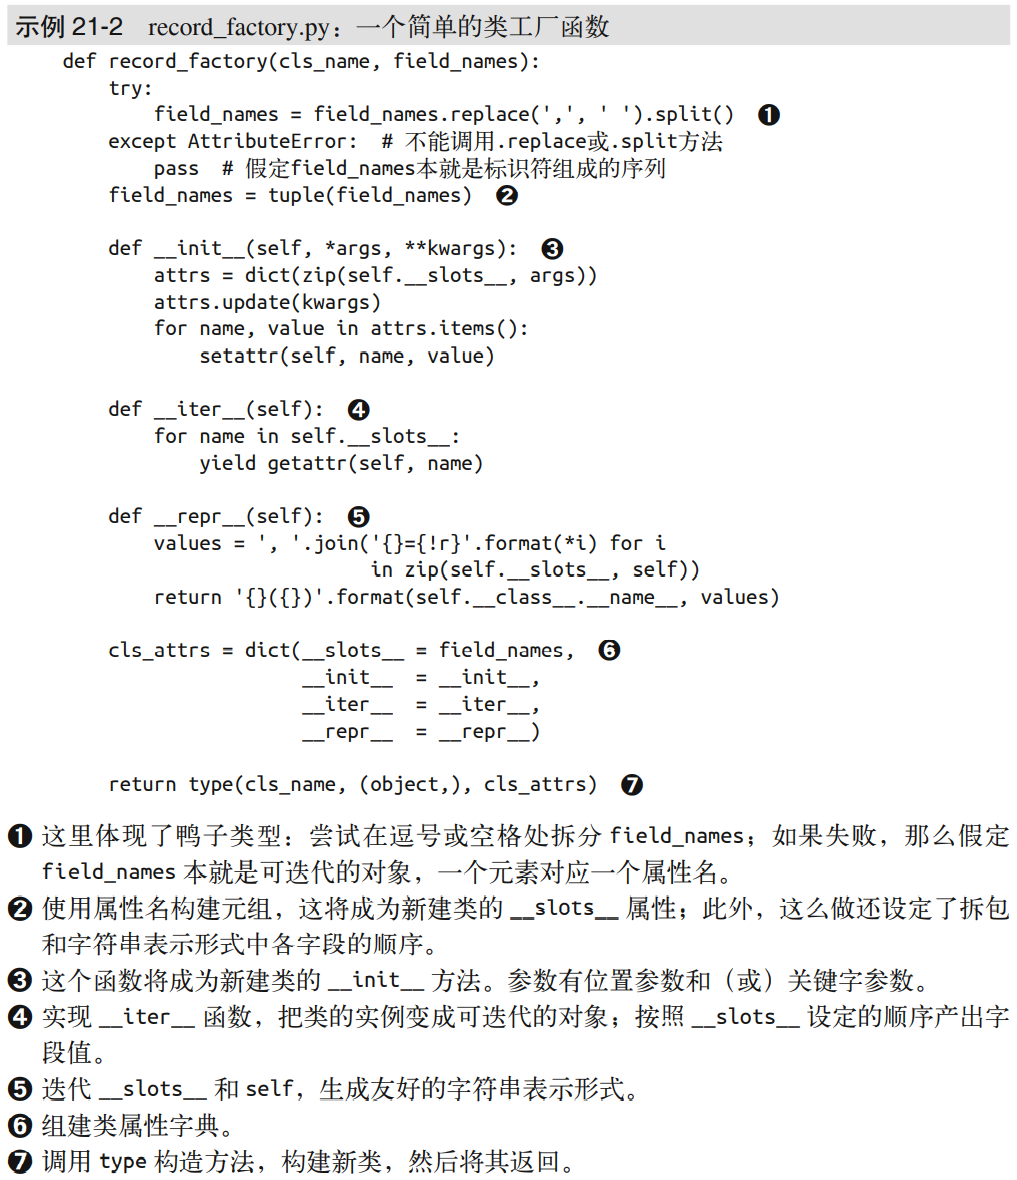 示例 21-2 record_factory.py：一个简单的类工厂函数
def record_factory(cls_name, field_names):
    try:
        field_names = field_names.replace(',', ' ').split() ❶
    except AttributeError: # 不能调用.replace或.split方法
        pass # 假定field_names本就是标识符组成的序列
    field_names = tuple(field_names) ❷
    def __init__(self, *args, **kwargs): ❸
        attrs = dict(zip(self.__slots__, args))
        attrs.update(kwargs)
        for name, value in attrs.items():
            setattr(self, name, value)
    def __iter__(self): ❹
        for name in self.__slots__:
            yield getattr(self, name)
    def __repr__(self): ❺
        values = ', '.join('{}={!r}'.format(*i) for i
                           in zip(self.__slots__, self))
        return '{}({})'.format(self.__class__.__name__, values)
    cls_attrs = dict(__slots__ = field_names, ❻
                     __init__ = __init__,
                     __iter__ = __iter__,
                     __repr__ = __repr__)
    return type(cls_name, (object,), cls_attrs) ❼
❶ 这里体现了鸭子类型：尝试在逗号或空格处拆分 field_names；如果失败，那么假定
field_names 本就是可迭代的对象，一个元素对应一个属性名。
❷ 使用属性名构建元组，这将成为新建类的 __slots__ 属性；此外，这么做还设定了拆包
和字符串表示形式中各字段的顺序。
❸ 这个函数将成为新建类的 __init__ 方法。参数有位置参数和（或）关键字参数。
❹ 实现 __iter__ 函数，把类的实例变成可迭代的对象；按照 __slots__ 设定的顺序产出字
段值。
❺ 迭代 __slots__ 和 self，生成友好的字符串表示形式。
❻ 组建类属性字典。
❼ 调用 type 构造方法，构建新类，然后将其返回。